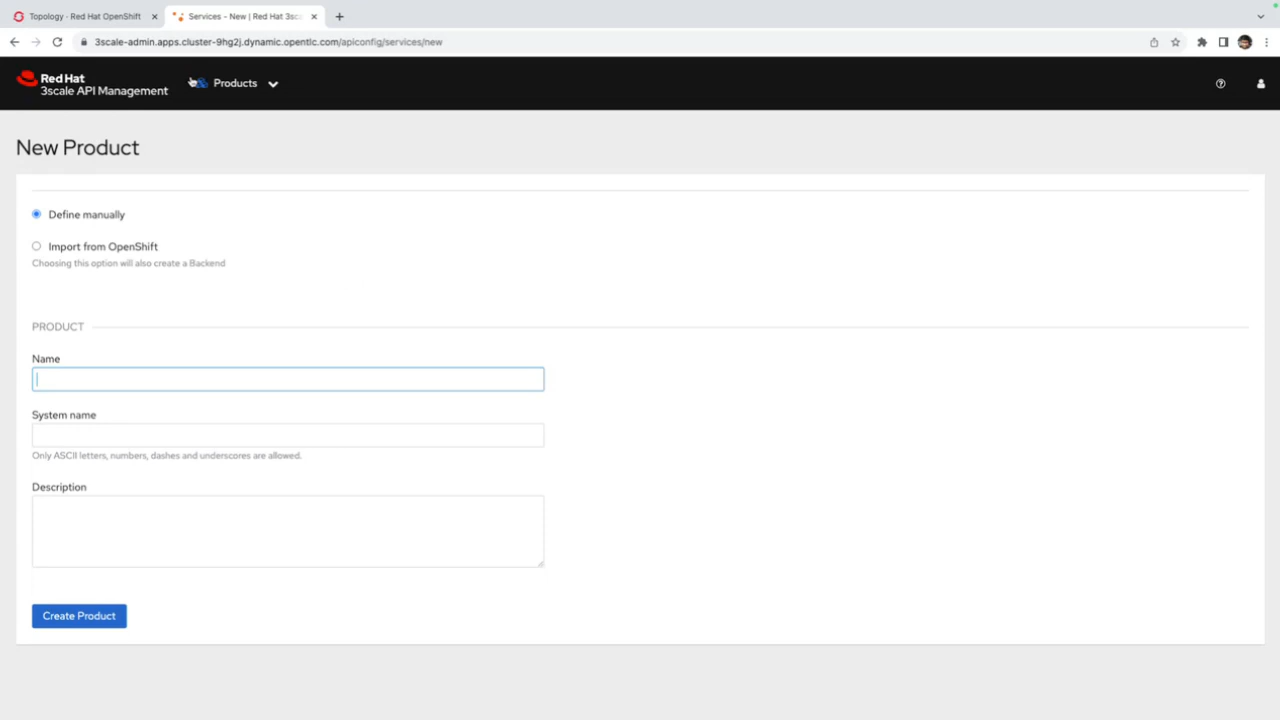 Topology · Red Hat OpenShift
Services - New | Red Hat 3sc
3scale-admin.apps.cluster-9hg2j.dynamic.opentlc.com/apiconfig/services/new
Red Hat
3scale API Management
Products
New Product
Define manually
Import from OpenShift
Choosing this option will also create a Backend
PRODUCT
Name
System name
Only ASCII letters, numbers, dashes and underscores are allowed.
Description
Create Product